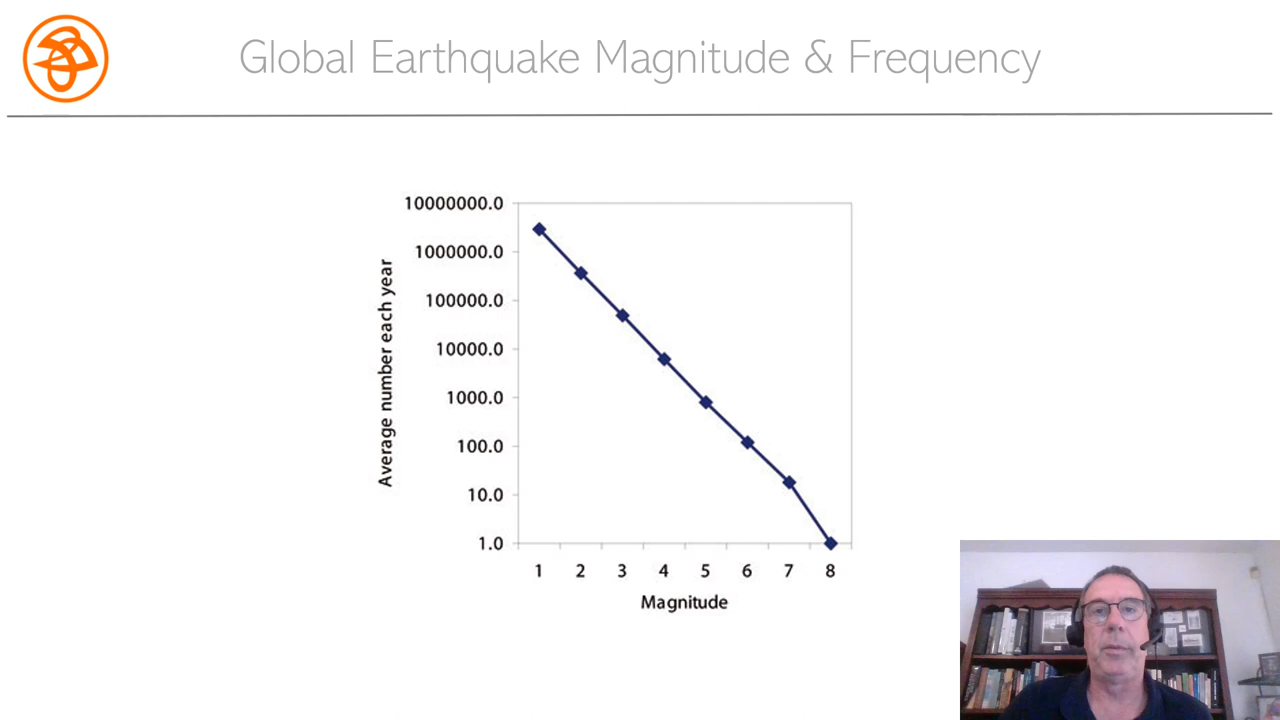 Global Earthquake Magnitude & Frequency
10000000.0
1000000.0
100000.0
10000.0
1000.0
100.0
10.0
1.0
Average number each year
1 2 3 4 5 6 7 8
Magnitude